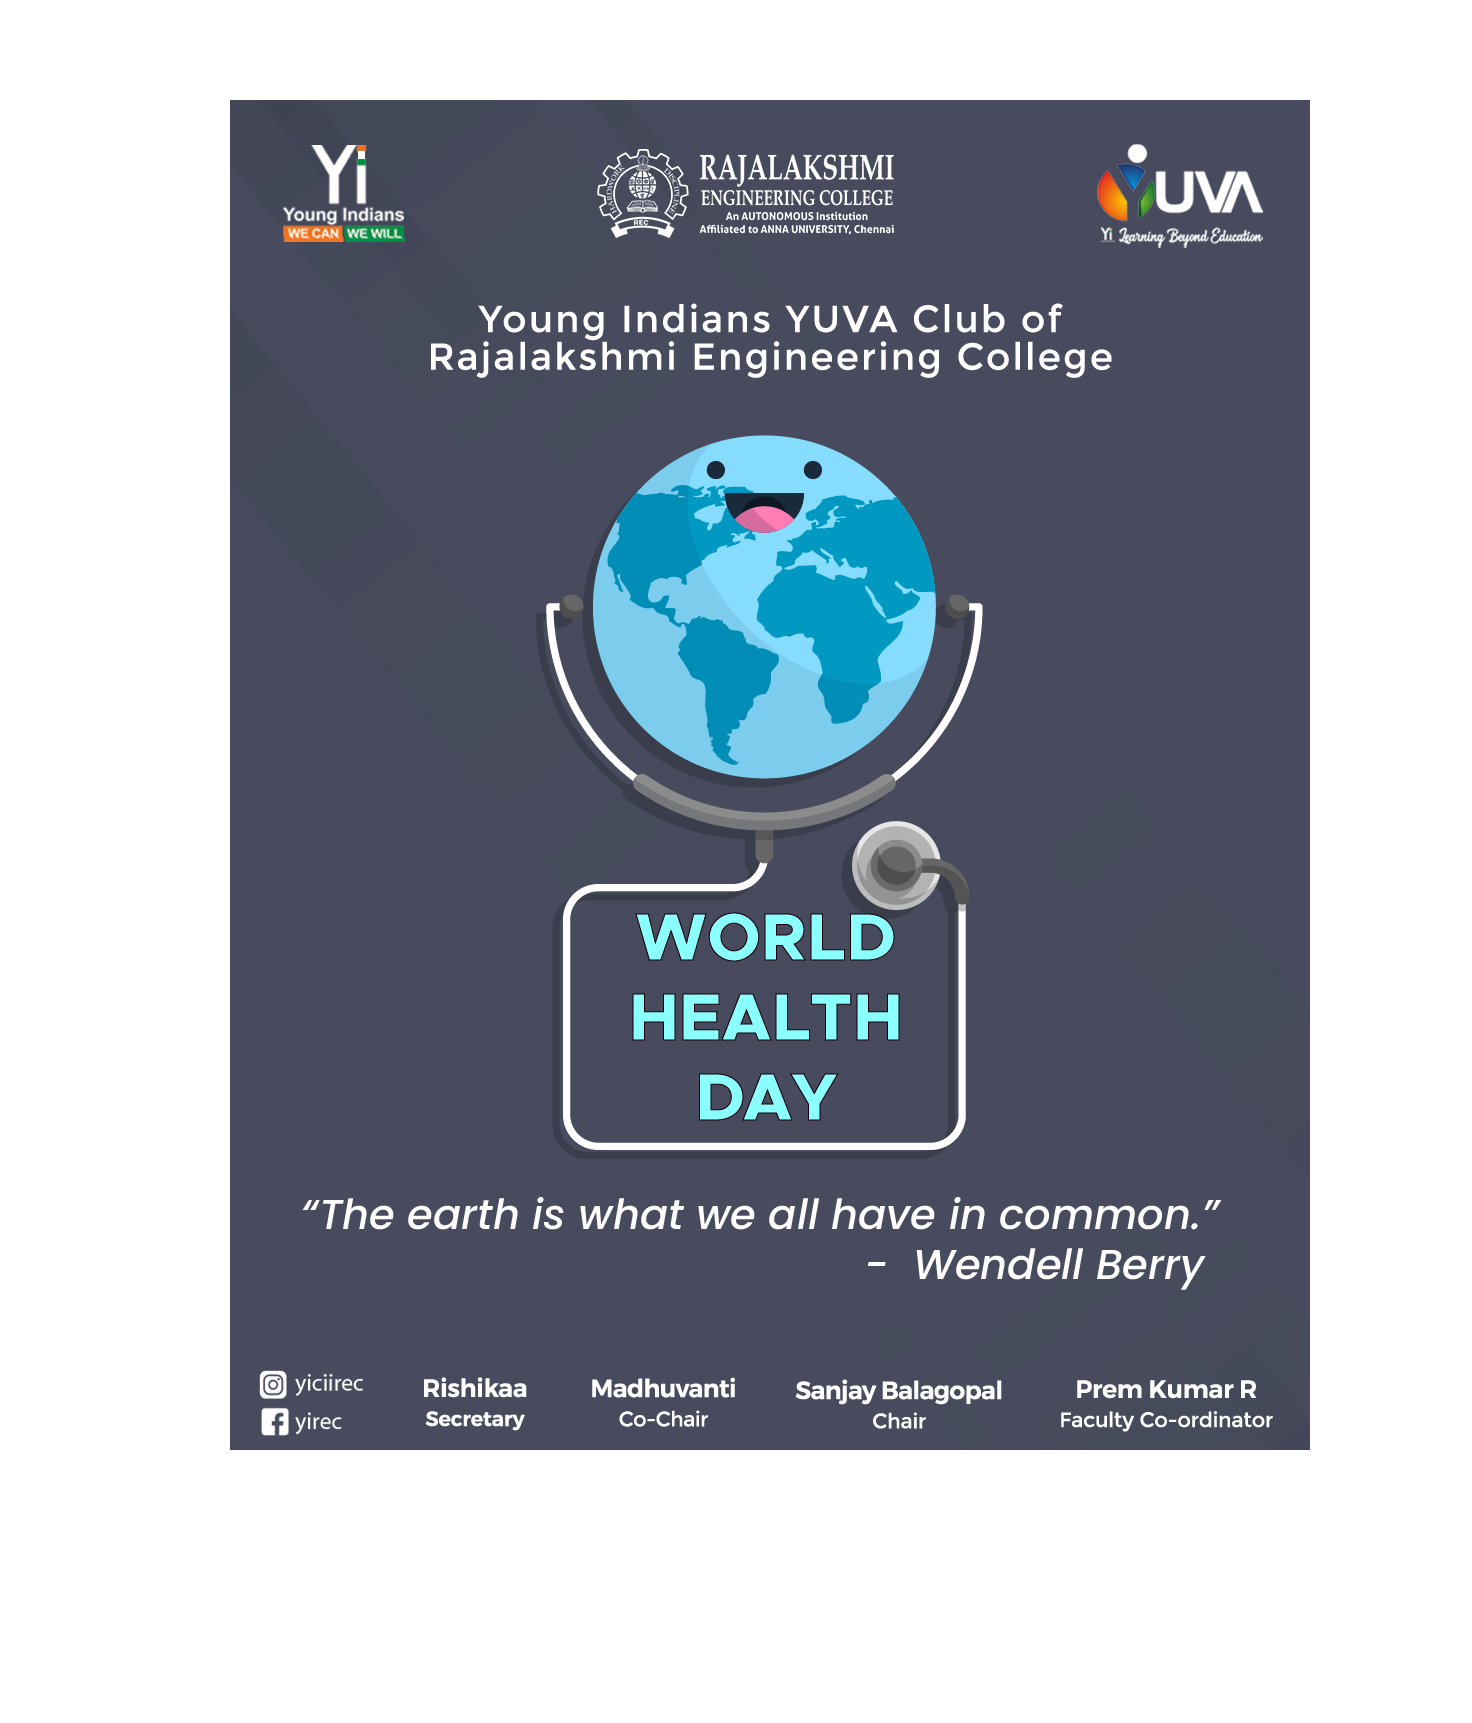 Yi
Young Indians
WE CAN WE WILL
HARDWORK DISCIPLINE
REC
RAJALAKSHMI
ENGINEERING COLLEGE
An AUTONOMOUS Institution
Affiliated to ANNA UNIVERSITY, Chennai
YUVA
Yi Learning Beyond Education
Young Indians YUVA Club of
Rajalakshmi Engineering College
WORLD
HEALTH
DAY
“The earth is what we all have in common.”
- Wendell Berry
yiciirec
yirec
Rishikaa
Secretary
Madhuvanti
Co-Chair
Sanjay Balagopal
Chair
Prem Kumar R
Faculty Co-ordinator